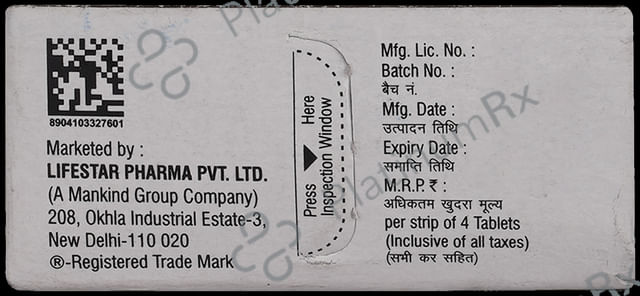 8904103327601
Marketed by :
LIFESTAR PHARMA PVT. LTD.
(A Mankind Group Company)
208, Okhla Industrial Estate-3,
New Delhi-110 020
®-Registered Trade Mark
Press ▼ Here
Inspection Window
Mfg. Lic. No. :
Batch No. :
बैच नं.
Mfg. Date :
उत्पादन तिथि
Expiry Date :
समाप्ति तिथि
M.R.P. ₹ :
अधिकतम खुदरा मूल्य
per strip of 4 Tablets
(Inclusive of all taxes)
(सभी कर सहित)
PlatinumRx